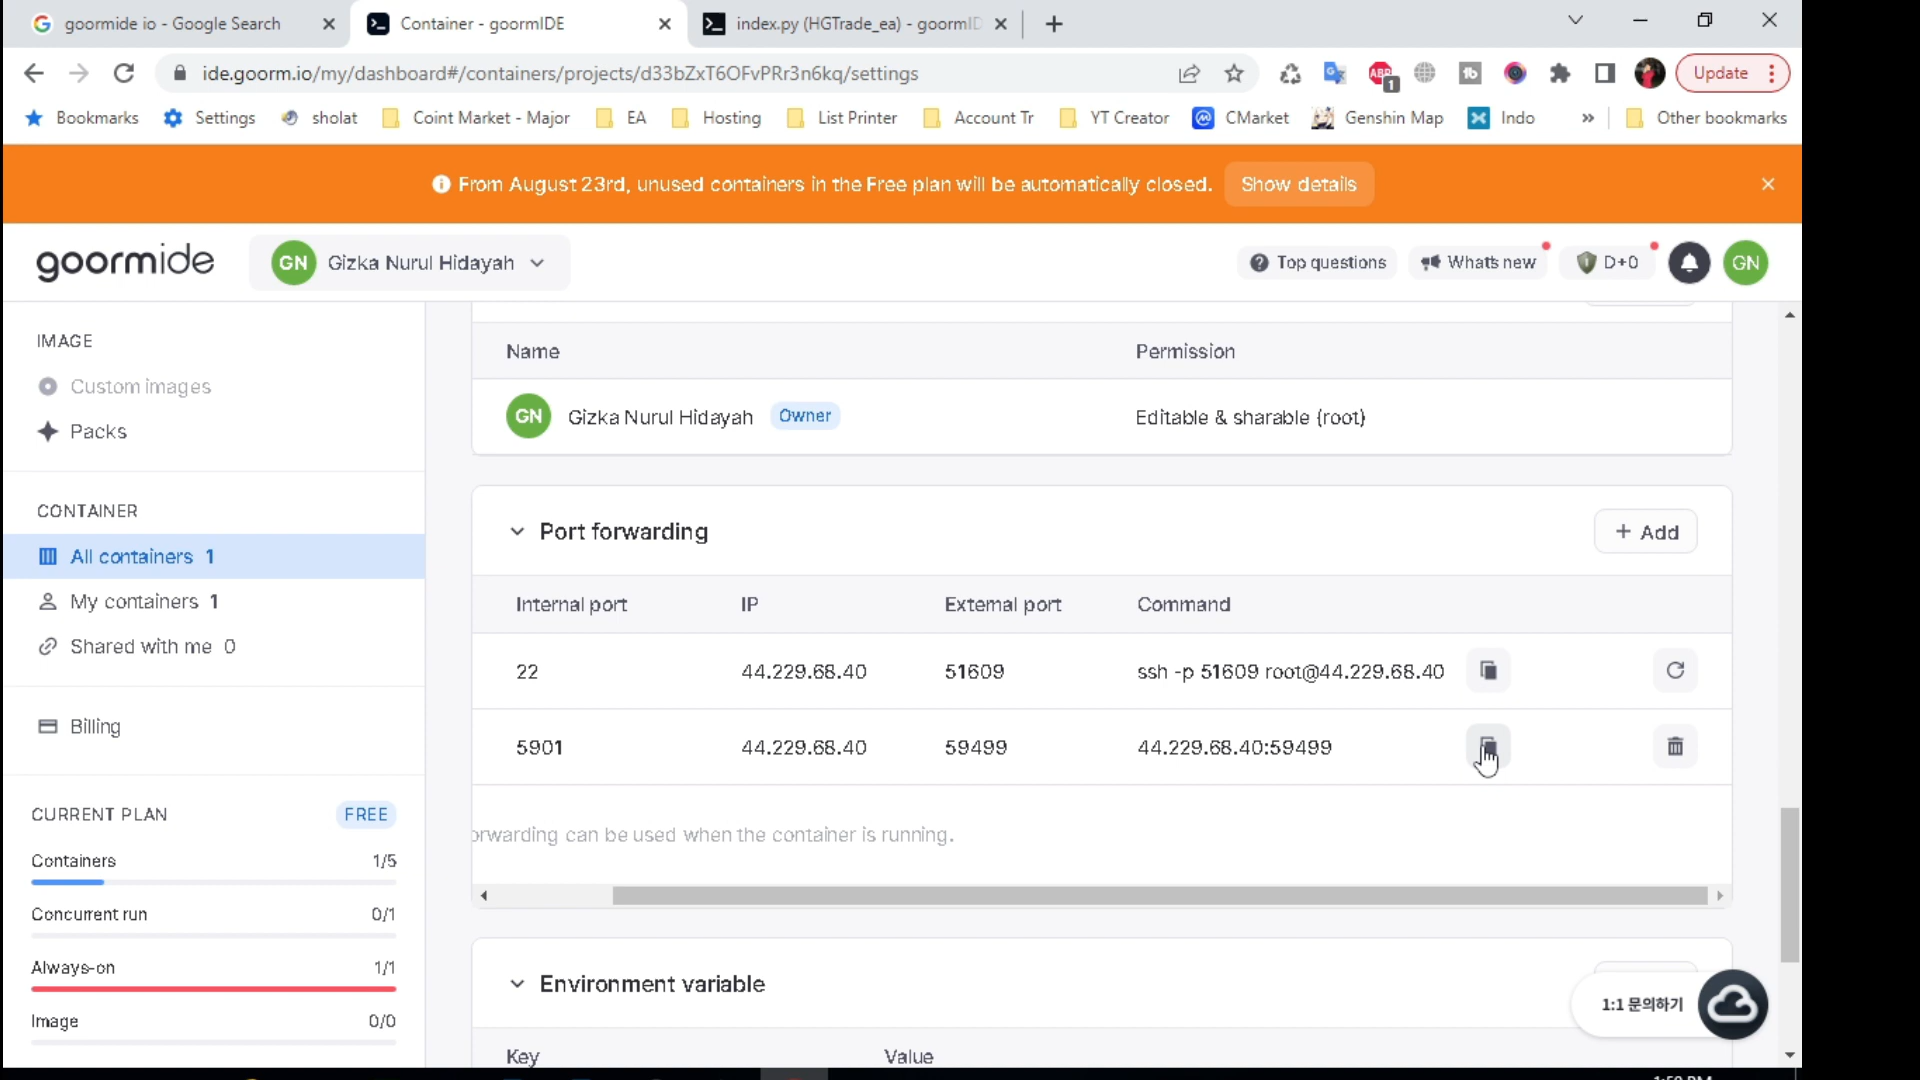 goormide io - Google Search
Container - goormIDE
index.py (HGTrade_ea) - goormID
ide.goorm.io/my/dashboard#/containers/projects/d33bZxT6OFvPRr3n6kq/settings
ABP
1
tb
Update
Bookmarks
Settings
sholat
Coint Market - Major
EA
Hosting
List Printer
Account Tr
YT Creator
CMarket
Genshin Map
Indo
»
Other bookmarks
From August 23rd, unused containers in the Free plan will be automatically closed.
Show details
goormide
GN
Gizka Nurul Hidayah
Top questions
What's new
D+0
GN
IMAGE
Custom images
Packs
CONTAINER
All containers 1
My containers 1
Shared with me 0
Billing
CURRENT PLAN
FREE
Containers 1/5
Concurrent run 0/1
Always-on 1/1
Image 0/0
Name Permission
GN Gizka Nurul Hidayah Owner Editable & sharable (root)
Port forwarding
+ Add
Internal port IP External port Command
22 44.229.68.40 51609 ssh -p 51609 root@44.229.68.40
5901 44.229.68.40 59499 44.229.68.40:59499
orwarding can be used when the container is running.
Environment variable
Key Value
1:1 문의하기